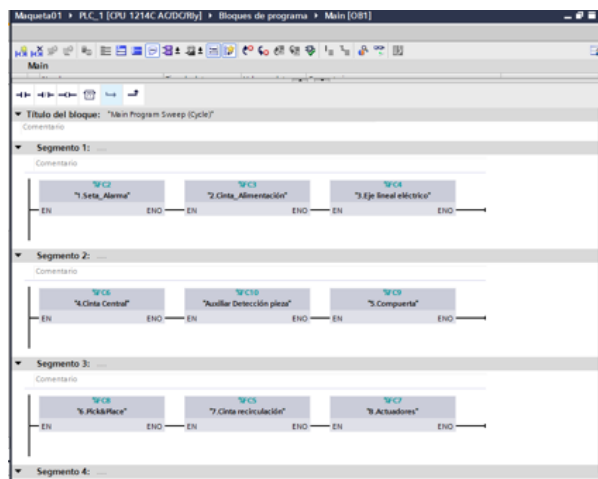 Maqueta01 ▸ PLC_1 [CPU 1214C AC/DC/Rly] ▸ Bloques de programa ▸ Main [OB1]
Main
Título del bloque: "Main Program Sweep (Cycle)"
Comentario
Segmento 1: ....
Comentario
%FC2 %FC3 %FC4
"1.Seta_Alarma" "2.Cinta_Alimentación" "3.Eje lineal eléctrico"
EN ENO EN ENO EN ENO
Segmento 2: ....
Comentario
%FC6 %FC10 %FC9
"4.Cinta Central" "Auxiliar Detección pieza" "5.Compuerta"
EN ENO EN ENO EN ENO
Segmento 3: ....
Comentario
%FC8 %FC5 %FC7
"6.Pick&Place" "7.Cinta recirculación" "8.Actuadores"
EN ENO EN ENO EN ENO
Segmento 4: ....